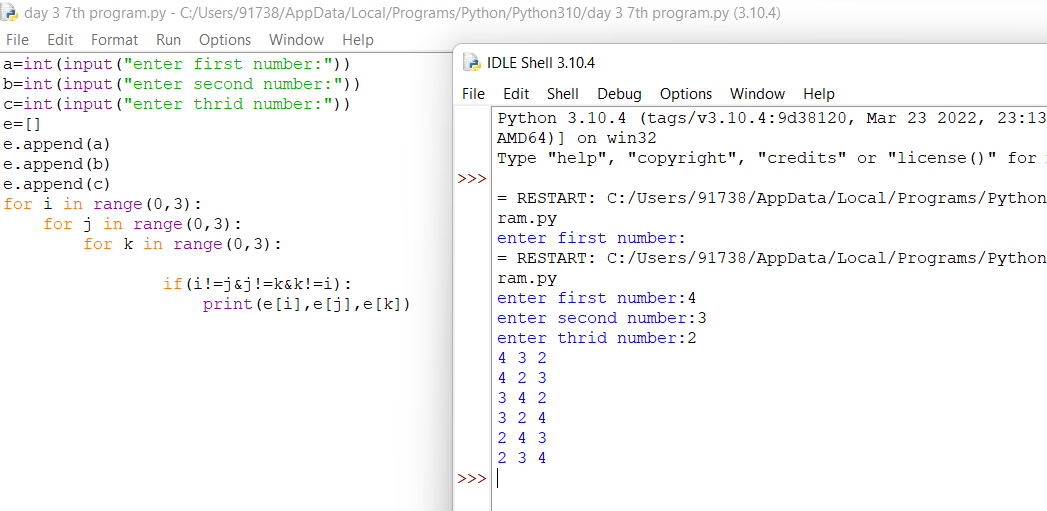 day 3 7th program.py - C:/Users/91738/AppData/Local/Programs/Python/Python310/day 3 7th program.py (3.10.4)
File Edit Format Run Options Window Help
a=int(input("enter first number:"))
b=int(input("enter second number:"))
c=int(input("enter thrid number:"))
e=[]
e.append(a)
e.append(b)
e.append(c)
for i in range(0,3):
    for j in range(0,3):
        for k in range(0,3):
                if(i!=j&j!=k&k!=i):
                    print(e[i],e[j],e[k])
IDLE Shell 3.10.4
File Edit Shell Debug Options Window Help
Python 3.10.4 (tags/v3.10.4:9d38120, Mar 23 2022, 23:13
AMD64)] on win32
Type "help", "copyright", "credits" or "license()" for
>>>
= RESTART: C:/Users/91738/AppData/Local/Programs/Python
ram.py
enter first number:
= RESTART: C:/Users/91738/AppData/Local/Programs/Python
ram.py
enter first number:4
enter second number:3
enter thrid number:2
4 3 2
4 2 3
3 4 2
3 2 4
2 4 3
2 3 4
>>>